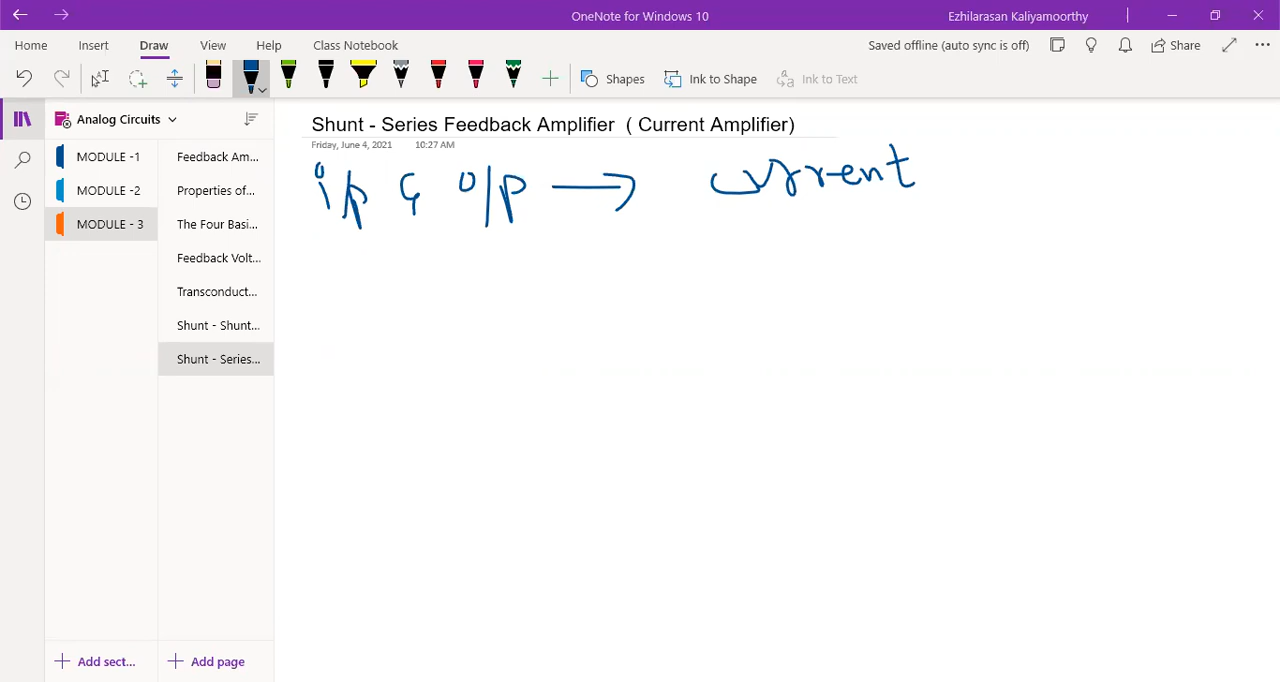 OneNote for Windows 10
Ezhilarasan Kaliyamoorthy
Home Insert Draw View Help Class Notebook
Saved offline (auto sync is off) Share
Shapes Ink to Shape Ink to Text
Analog Circuits
MODULE -1
MODULE -2
MODULE - 3
Feedback Am...
Properties of...
The Four Basi...
Feedback Volt...
Transconduct...
Shunt - Shunt...
Shunt - Series...
Add sect...
Add page
Shunt - Series Feedback Amplifier ( Current Amplifier)
Friday, June 4, 2021 10:27 AM
i/p & o/p → current